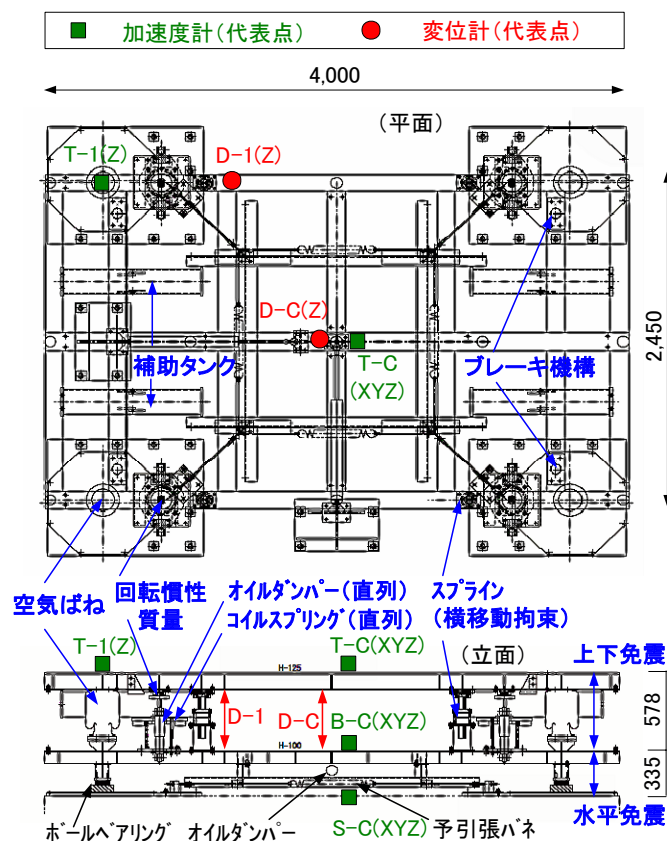 加速度計(代表点) 変位計(代表点)
4,000
(平面)
T-1(Z) D-1(Z)
D-C(Z)
補助タンク T-C ブレーキ機構
(XYZ)
2,450
空気ばね 回転慣性 オイルダンパー(直列) スプライン
質量 コイルスプリング(直列) (横移動拘束)
T-1(Z) T-C(XYZ) (立面)
H-125 上下免震
D-1 D-C B-C(XYZ) 578
H-100
335
水平免震
ボールベアリング オイルダンパー S-C(XYZ) 予引張バネ